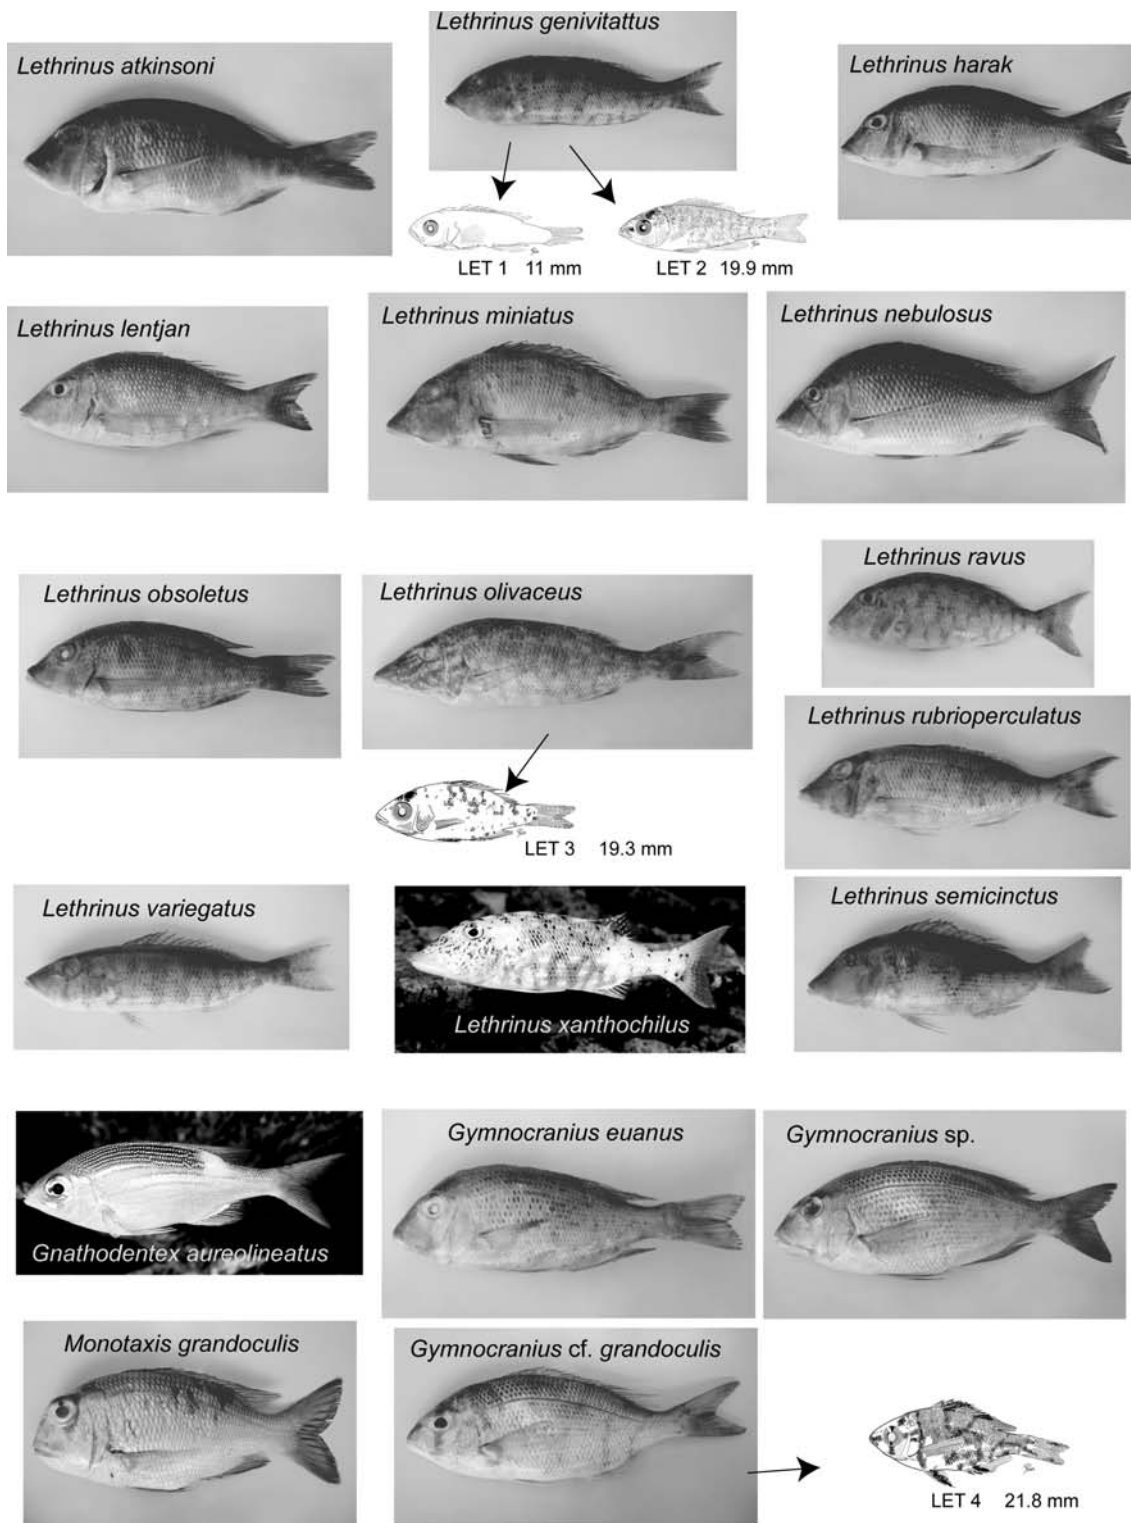 Lethrinus genivitattus
Lethrinus atkinsoni
Lethrinus harak
LET 1 11 mm
LET 2 19.9 mm
Lethrinus lentjan
Lethrinus miniatus
Lethrinus nebulosus
Lethrinus ravus
Lethrinus obsoletus
Lethrinus olivaceus
Lethrinus rubrioperculatus
LET 3 19.3 mm
Lethrinus variegatus
Lethrinus semicinctus
Lethrinus xanthochilus
Gymnocranius euanus
Gymnocranius sp.
Gnathodentex aureolineatus
Monotaxis grandoculis
Gymnocranius cf. grandoculis
LET 4 21.8 mm